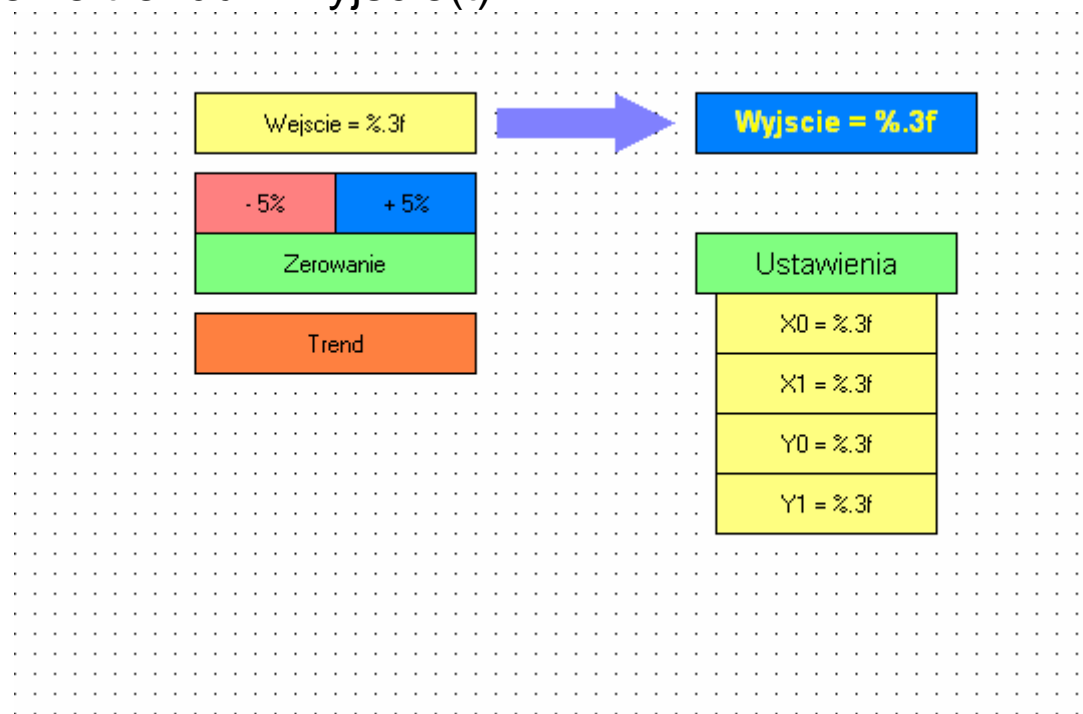 Wejscie = %.3f
Wyjscie = %.3f
- 5%
+ 5%
Zerowanie
Trend
Ustawienia
X0 = %.3f
X1 = %.3f
Y0 = %.3f
Y1 = %.3f